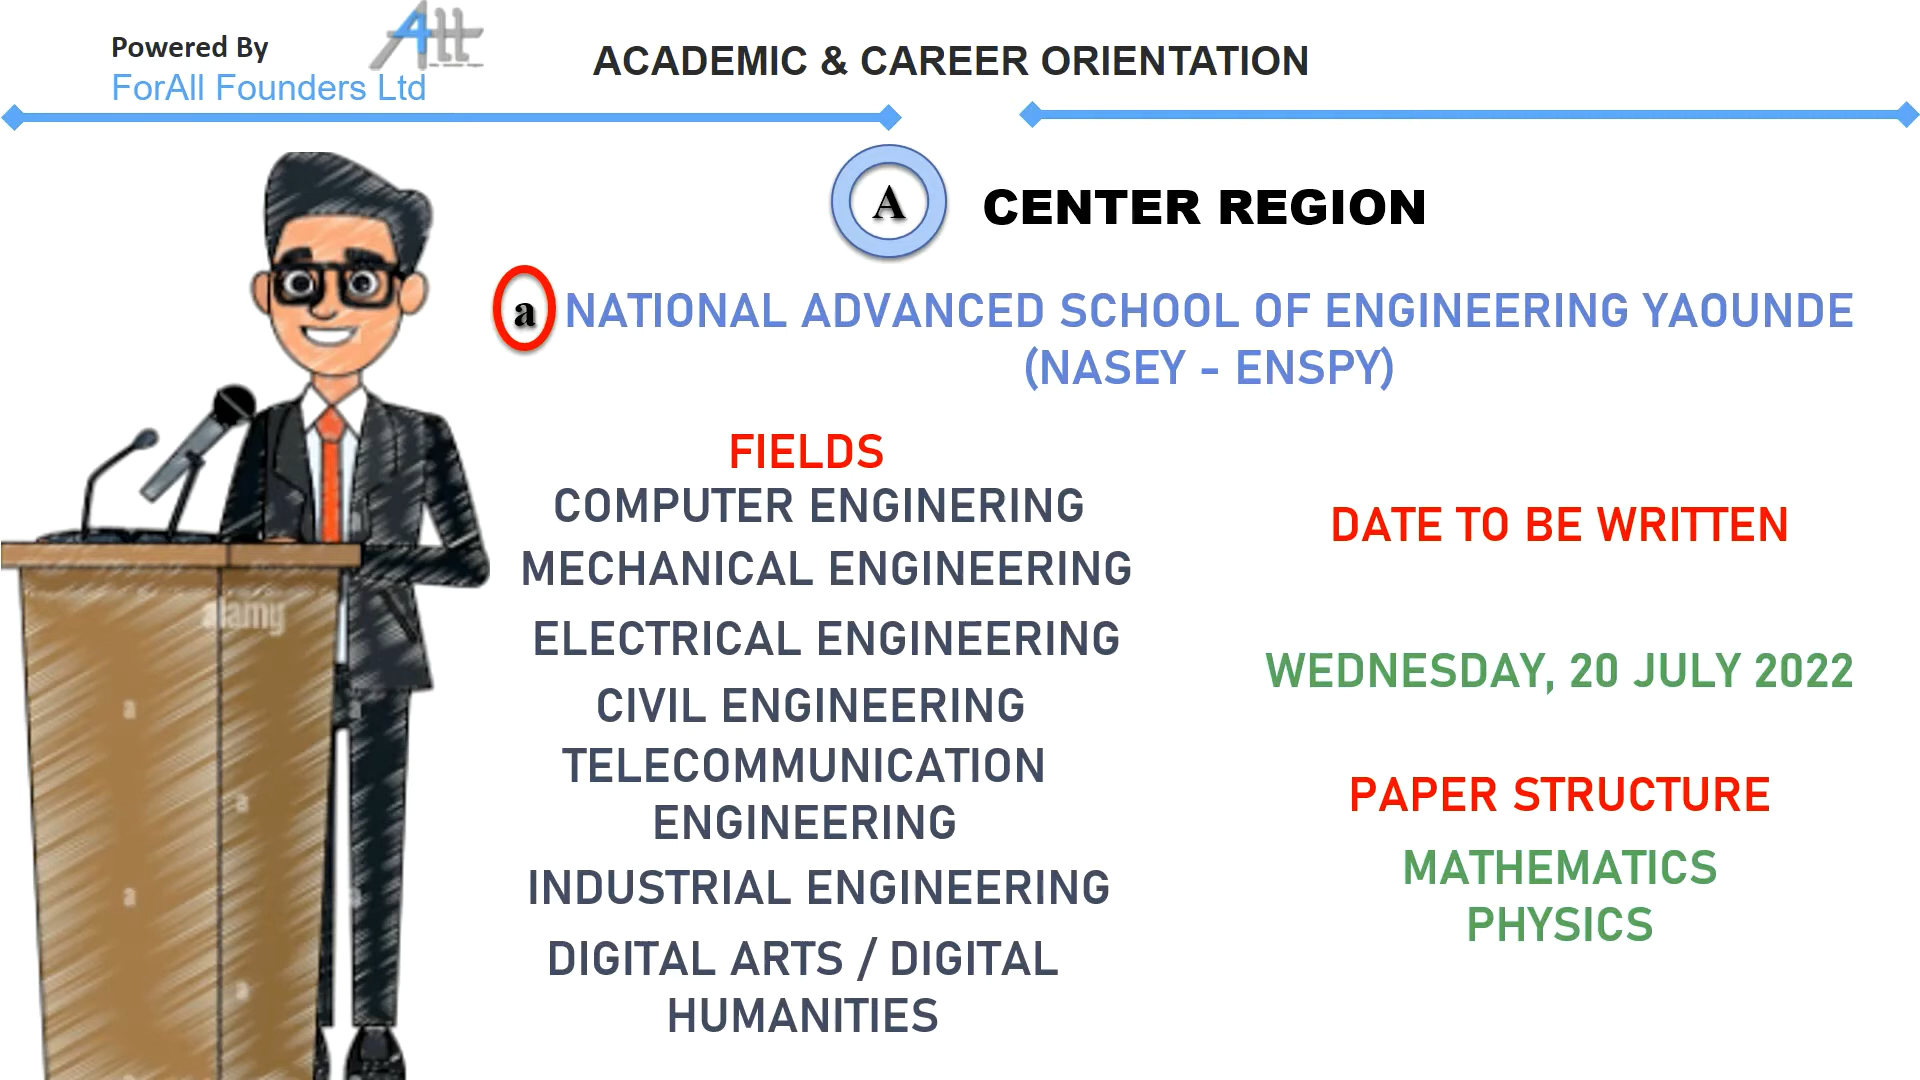 Powered By
ForAll Founders Ltd
Att
ACADEMIC & CAREER ORIENTATION
A
CENTER REGION
a
NATIONAL ADVANCED SCHOOL OF ENGINEERING YAOUNDE
(NASEY - ENSPY)
FIELDS
COMPUTER ENGINERING
MECHANICAL ENGINEERING
ELECTRICAL ENGINEERING
CIVIL ENGINEERING
TELECOMMUNICATION
ENGINEERING
INDUSTRIAL ENGINEERING
DIGITAL ARTS / DIGITAL
HUMANITIES
DATE TO BE WRITTEN
WEDNESDAY, 20 JULY 2022
PAPER STRUCTURE
MATHEMATICS
PHYSICS
alamy
a
a
a
a
a
a